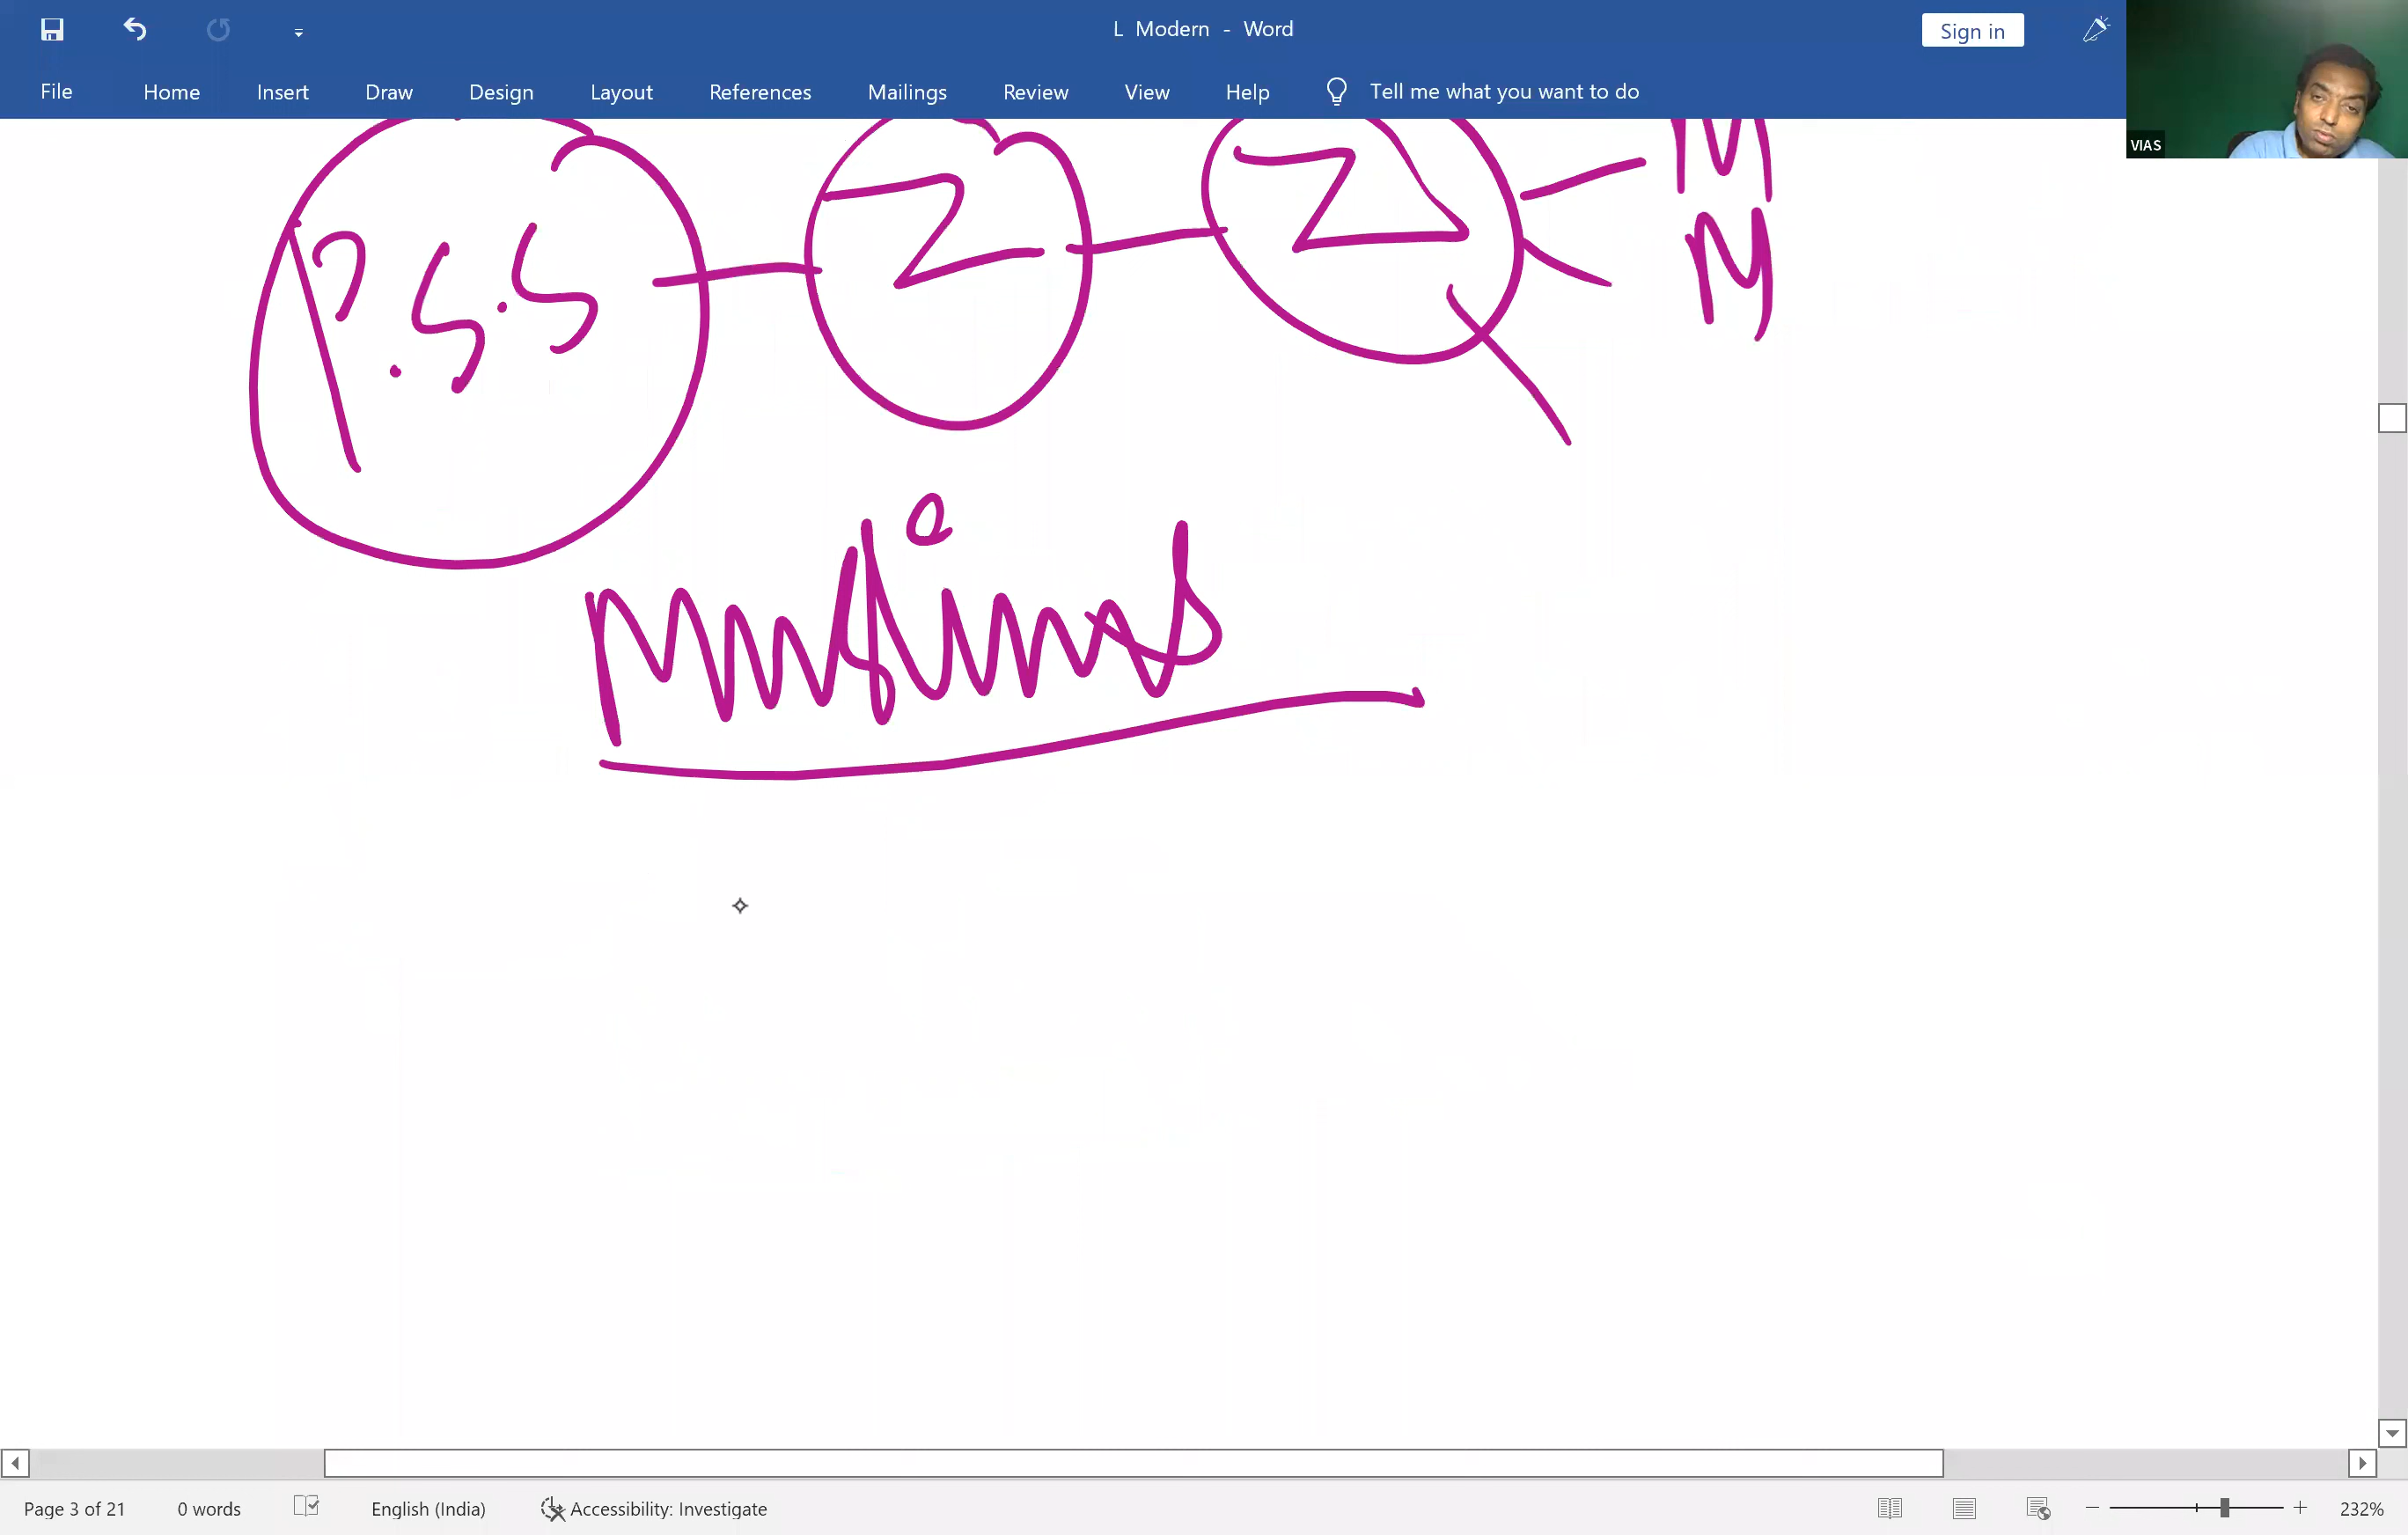 L Modern - Word
Sign in
File Home Insert Draw Design Layout References Mailings Review View Help Tell me what you want to do
VIAS
P.S.S Z Z M
M
Muslims
Page 3 of 21 0 words English (India) Accessibility: Investigate 232%